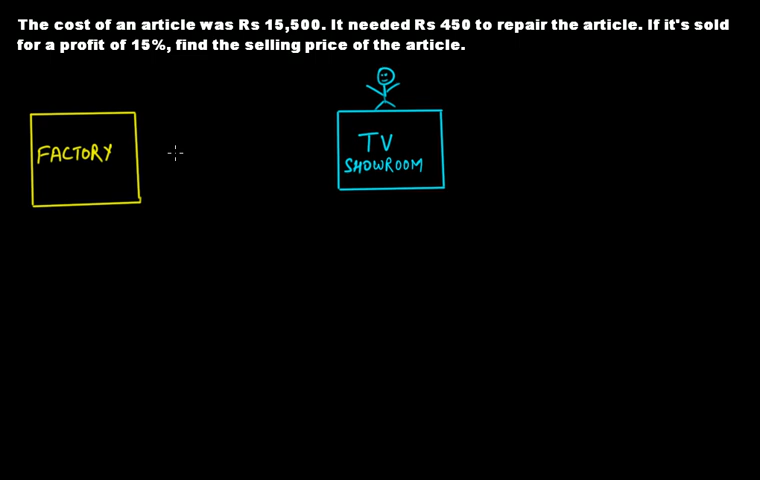 The cost of an article was Rs 15,500. It needed Rs 450 to repair the article. If it's sold
for a profit of 15%, find the selling price of the article.
FACTORY
TV
SHOWROOM